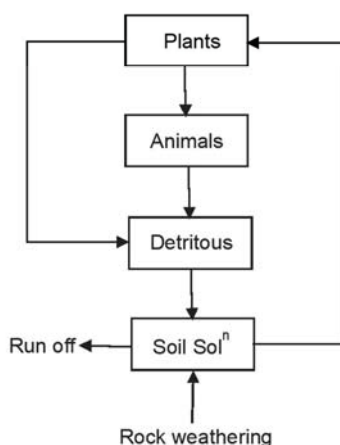 Plants
Animals
Detritous
Run off
Soil Solⁿ
Rock weathering